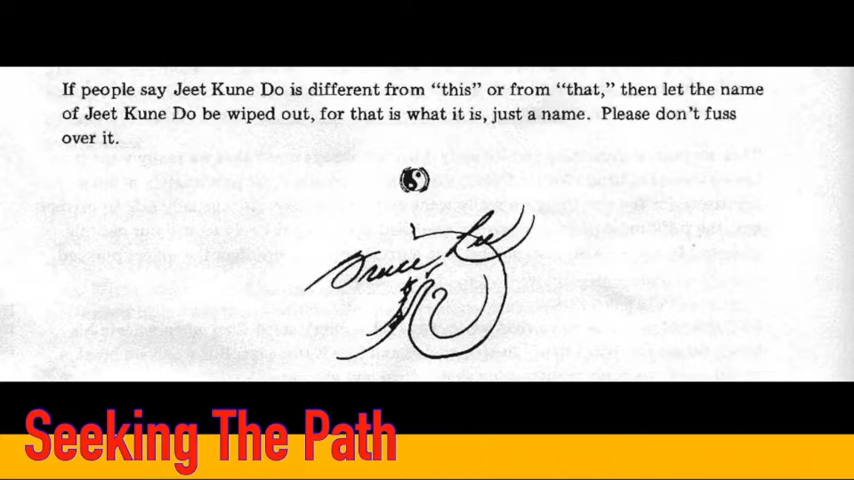 If people say Jeet Kune Do is different from “this” or from “that,” then let the name
of Jeet Kune Do be wiped out, for that is what it is, just a name. Please don’t fuss
over it.
Bruce Lee
Seeking The Path